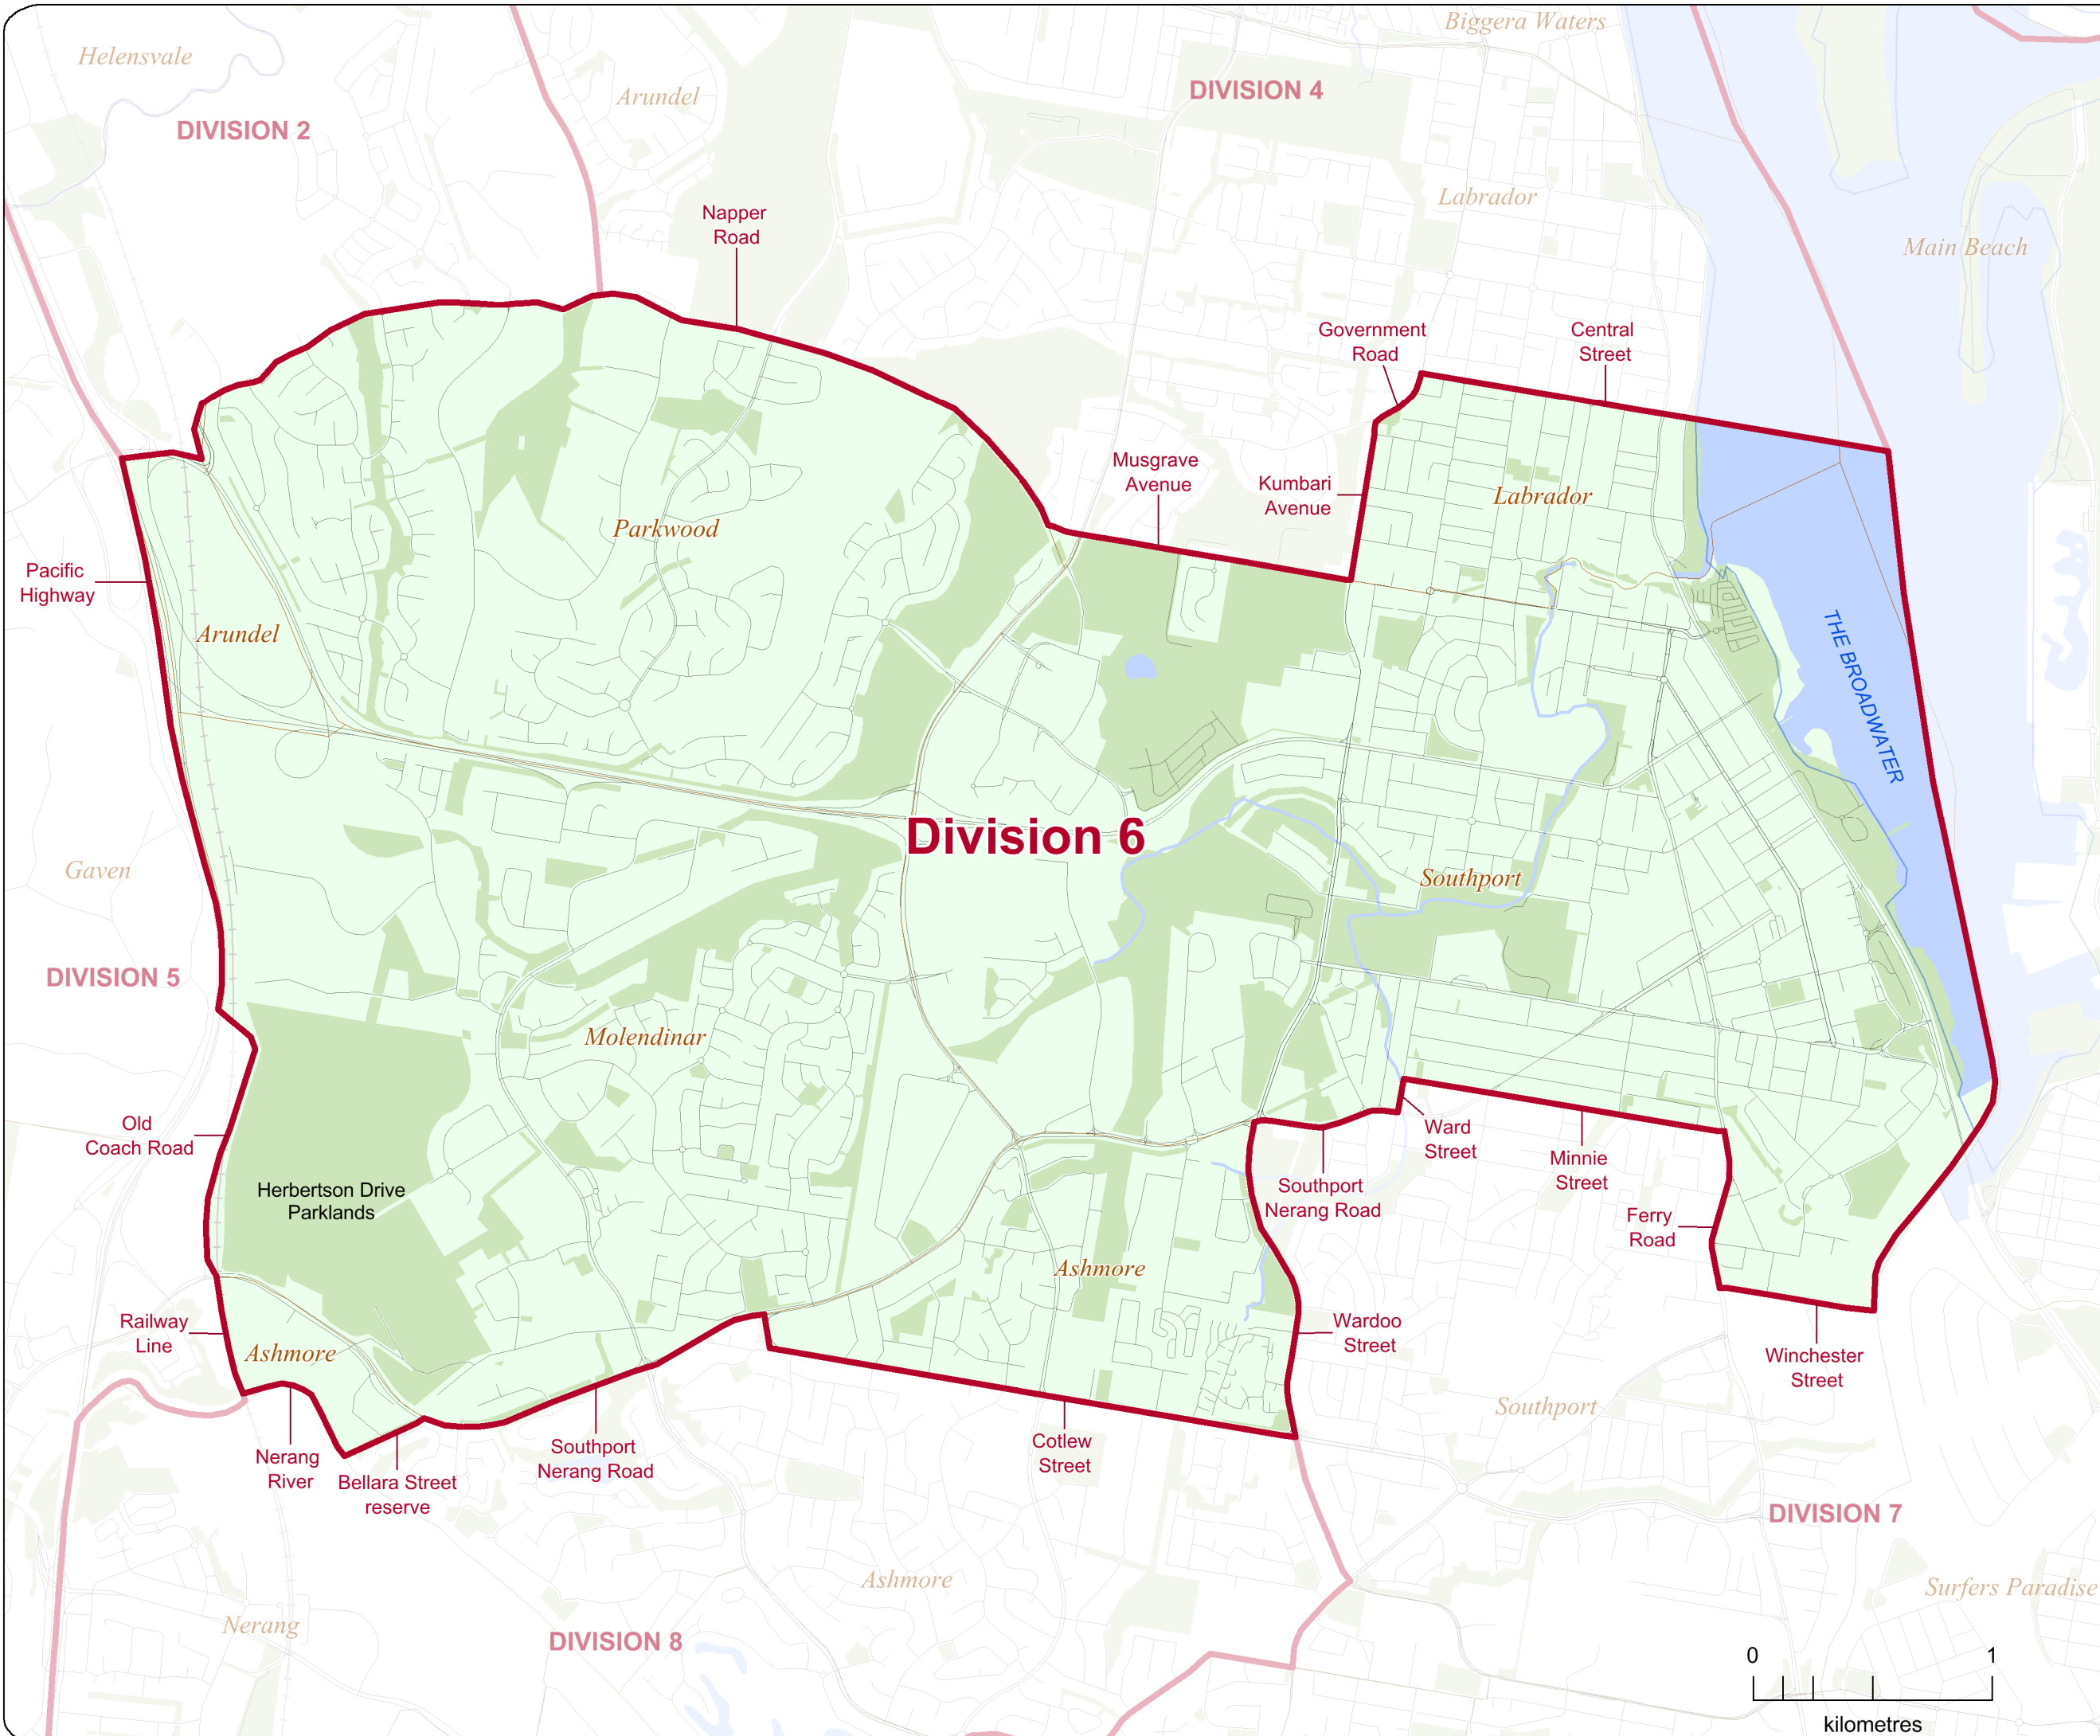 Biggera Waters
Helensvale
DIVISION 4
Arundel
DIVISION 2
Labrador
Napper
Road
Main Beach
Government
Road
Central
Street
Musgrave
Avenue
Kumbari
Avenue
Labrador
Parkwood
Pacific
Highway
Arundel
THE BROADWATER
Division 6
Gaven
Southport
DIVISION 5
Molendinar
Old
Coach Road
Ward
Street
Minnie
Street
Herbertson Drive
Parklands
Southport
Nerang Road
Ferry
Road
Ashmore
Railway
Line
Ashmore
Wardoo
Street
Winchester
Street
Southport
Nerang
River
Bellara Street
reserve
Southport
Nerang Road
Cotlew
Street
DIVISION 7
Ashmore
Surfers Paradise
Nerang
DIVISION 8
0 1
kilometres